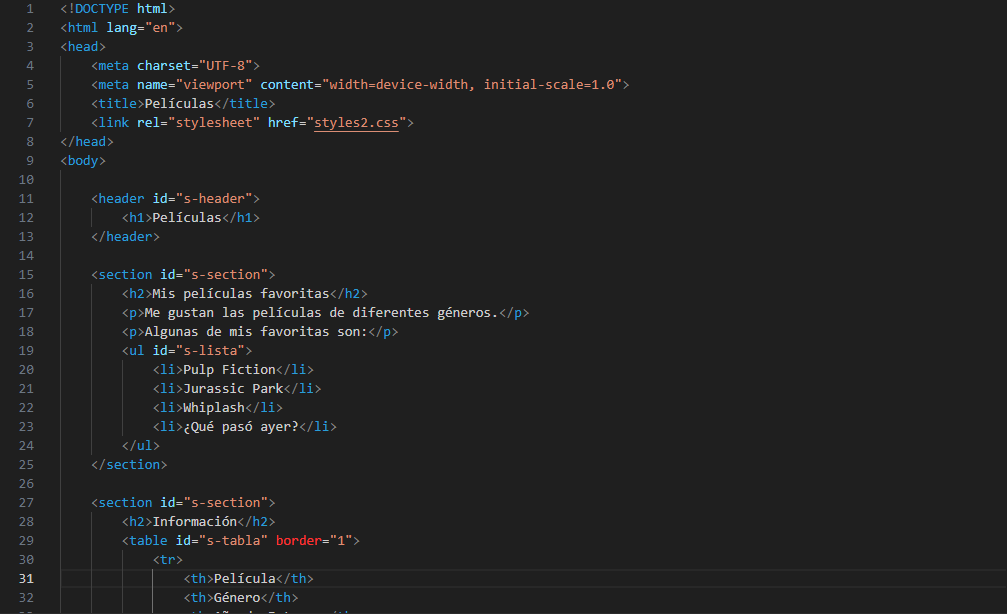 1 <!DOCTYPE html>
2 <html lang="en">
3 <head>
4     <meta charset="UTF-8">
5     <meta name="viewport" content="width=device-width, initial-scale=1.0">
6     <title>Películas</title>
7     <link rel="stylesheet" href="styles2.css">
8 </head>
9 <body>
10
11     <header id="s-header">
12         <h1>Películas</h1>
13     </header>
14
15     <section id="s-section">
16         <h2>Mis películas favoritas</h2>
17         <p>Me gustan las películas de diferentes géneros.</p>
18         <p>Algunas de mis favoritas son:</p>
19         <ul id="s-lista">
20             <li>Pulp Fiction</li>
21             <li>Jurassic Park</li>
22             <li>Whiplash</li>
23             <li>¿Qué pasó ayer?</li>
24         </ul>
25     </section>
26
27     <section id="s-section">
28         <h2>Información</h2>
29         <table id="s-tabla" border="1">
30             <tr>
31                 <th>Película</th>
32                 <th>Género</th>